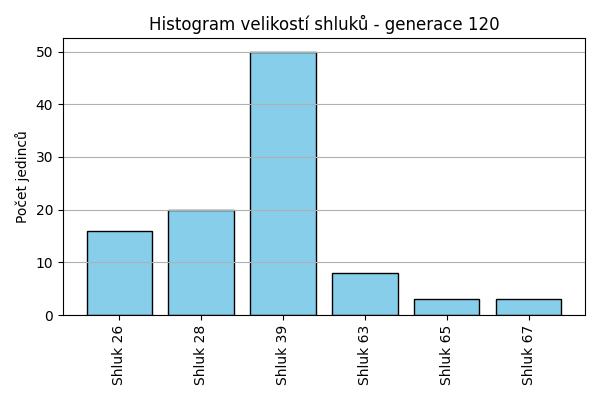 Histogram velikostí shluků - generace 120
Počet jedinců
50
40
30
20
10
0
Shluk 26
Shluk 28
Shluk 39
Shluk 63
Shluk 65
Shluk 67